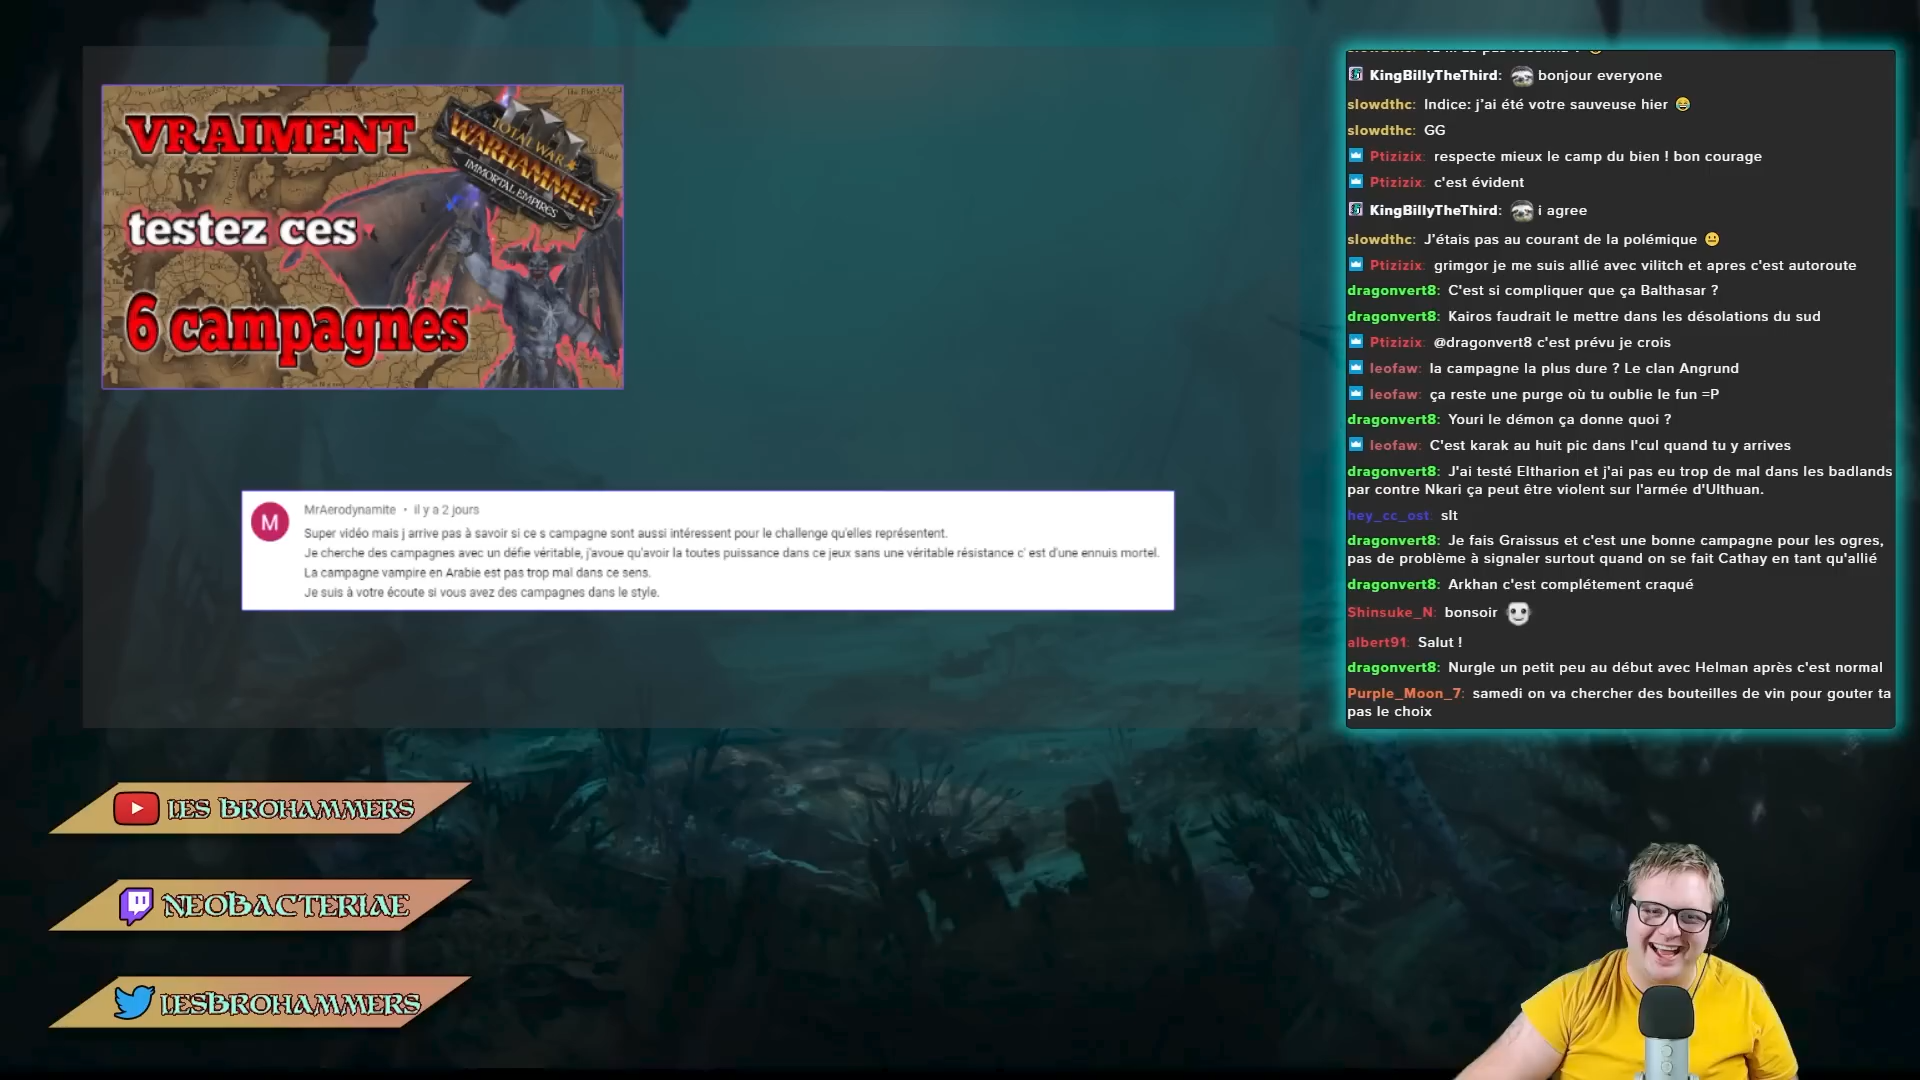 VRAIMENT
testez ces
6 campagnes
TOTAL WAR
WARHAMMER
IMMORTAL EMPIRES
M
MrAerodynamite • il y a 2 jours
Super vidéo mais j arrive pas à savoir si ce s campagne sont aussi intéressent pour le challenge qu'elles représentent.
Je cherche des campagnes avec un défie véritable, j'avoue qu'avoir la toutes puissance dans ce jeux sans une véritable résistance c' est d'une ennuis mortel.
La campagne vampire en Arabie est pas trop mal dans ce sens.
Je suis à votre écoute si vous avez des campagnes dans le style.
LES BROHAMMERS
NEOBACTERIAE
LESBROHAMMERS
KingBillyTheThird: bonjour everyone
slowdthc: Indice: j'ai été votre sauveuse hier
slowdthc: GG
Ptizizix: respecte mieux le camp du bien ! bon courage
Ptizizix: c'est évident
KingBillyTheThird: i agree
slowdthc: J'étais pas au courant de la polémique
Ptizizix: grimgor je me suis allié avec vilitch et apres c'est autoroute
dragonvert8: C'est si compliquer que ça Balthasar ?
dragonvert8: Kairos faudrait le mettre dans les désolations du sud
Ptizizix: @dragonvert8 c'est prévu je crois
leofaw: la campagne la plus dure ? Le clan Angrund
leofaw: ça reste une purge où tu oublie le fun =P
dragonvert8: Youri le démon ça donne quoi ?
leofaw: C'est karak au huit pic dans l'cul quand tu y arrives
dragonvert8: J'ai testé Eltharion et j'ai pas eu trop de mal dans les badlands
par contre Nkari ça peut être violent sur l'armée d'Ulthuan.
hey_cc_ost: slt
dragonvert8: Je fais Graissus et c'est une bonne campagne pour les ogres,
pas de problème à signaler surtout quand on se fait Cathay en tant qu'allié
dragonvert8: Arkhan c'est complétement craqué
Shinsuke_N: bonsoir
albert91: Salut !
dragonvert8: Nurgle un petit peu au début avec Helman après c'est normal
Purple_Moon_7: samedi on va chercher des bouteilles de vin pour gouter ta
pas le choix